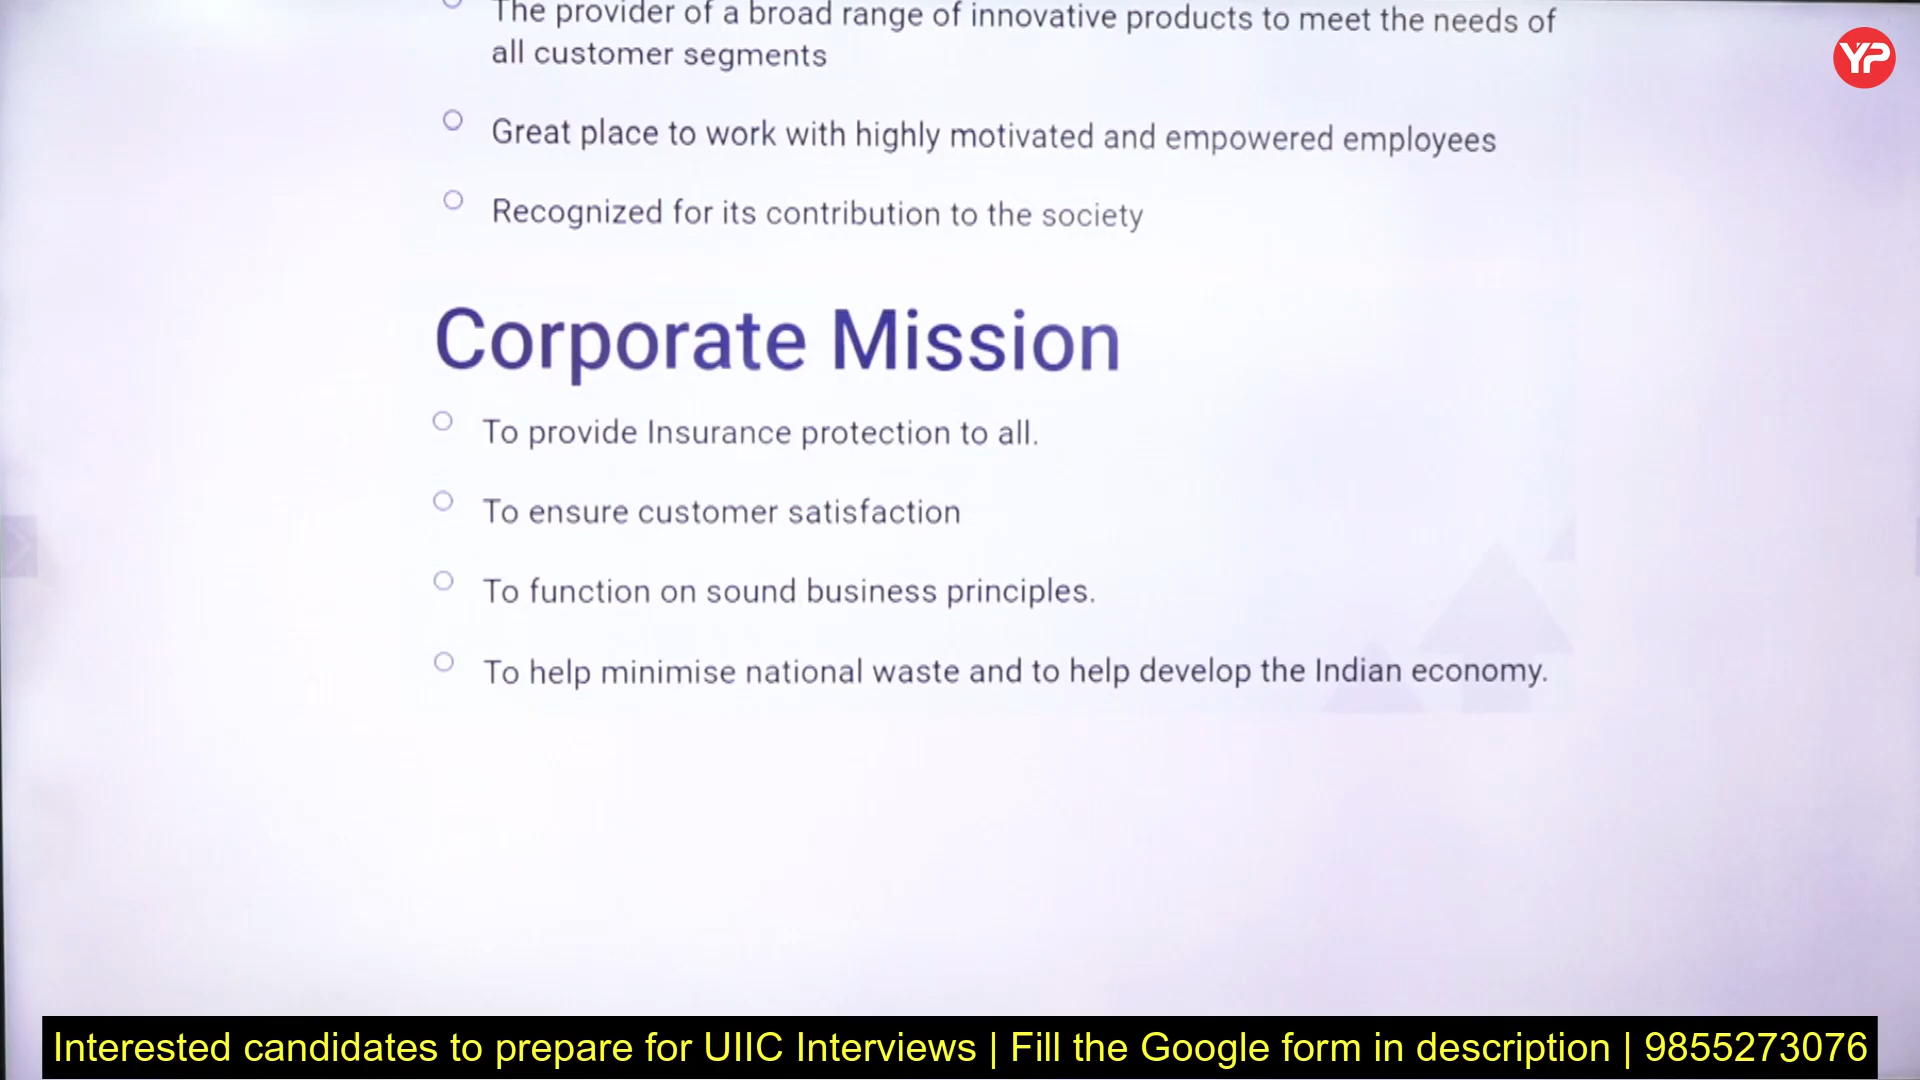 The provider of a broad range of innovative products to meet the needs of
all customer segments
Great place to work with highly motivated and empowered employees
Recognized for its contribution to the society
Corporate Mission
To provide Insurance protection to all.
To ensure customer satisfaction
To function on sound business principles.
To help minimise national waste and to help develop the Indian economy.
YP
Interested candidates to prepare for UIIC Interviews | Fill the Google form in description | 9855273076